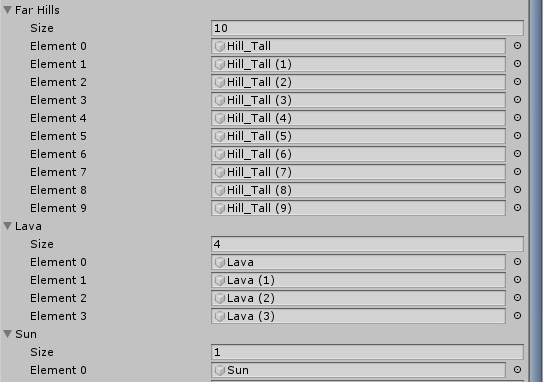 Far Hills
Size 10
Element 0 Hill_Tall
Element 1 Hill_Tall (1)
Element 2 Hill_Tall (2)
Element 3 Hill_Tall (3)
Element 4 Hill_Tall (4)
Element 5 Hill_Tall (5)
Element 6 Hill_Tall (6)
Element 7 Hill_Tall (7)
Element 8 Hill_Tall (8)
Element 9 Hill_Tall (9)
Lava
Size 4
Element 0 Lava
Element 1 Lava (1)
Element 2 Lava (2)
Element 3 Lava (3)
Sun
Size 1
Element 0 Sun